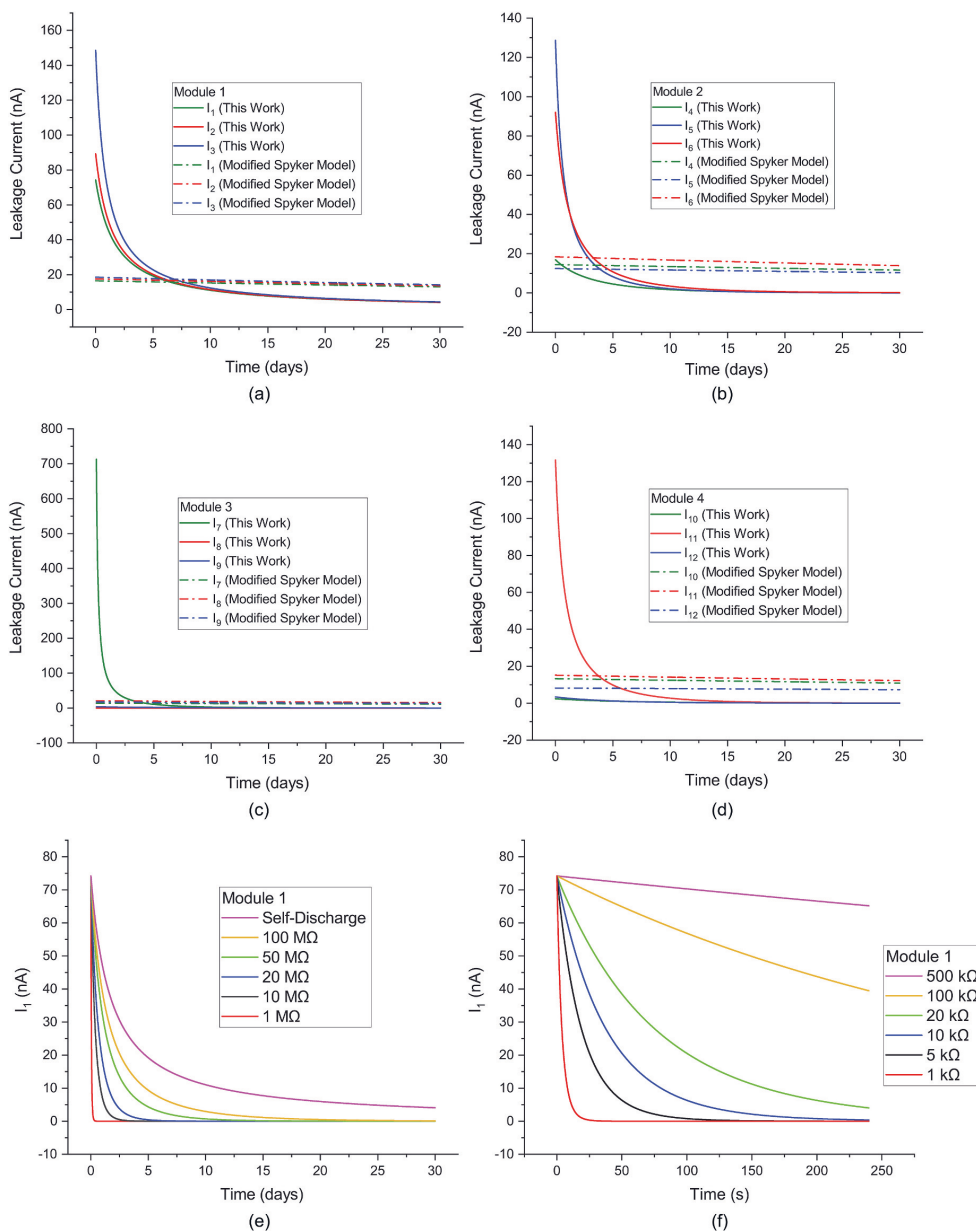 160
140
120
100
80
60
40
20
0
Leakage Current (nA)
Module 1
I₁ (This Work)
I₂ (This Work)
I₃ (This Work)
I₁ (Modified Spyker Model)
I₂ (Modified Spyker Model)
I₃ (Modified Spyker Model)
0 5 10 15 20 25 30
Time (days)
(a)
140
120
100
80
60
40
20
0
-20
Leakage Current (nA)
Module 2
I₄ (This Work)
I₅ (This Work)
I₆ (This Work)
I₄ (Modified Spyker Model)
I₅ (Modified Spyker Model)
I₆ (Modified Spyker Model)
0 5 10 15 20 25 30
Time (days)
(b)
800
700
600
500
400
300
200
100
0
-100
Leakage Current (nA)
Module 3
I₇ (This Work)
I₈ (This Work)
I₉ (This Work)
I₇ (Modified Spyker Model)
I₈ (Modified Spyker Model)
I₉ (Modified Spyker Model)
0 5 10 15 20 25 30
Time (days)
(c)
140
120
100
80
60
40
20
0
-20
Leakage Current (nA)
Module 4
I₁₀ (This Work)
I₁₁ (This Work)
I₁₂ (This Work)
I₁₀ (Modified Spyker Model)
I₁₁ (Modified Spyker Model)
I₁₂ (Modified Spyker Model)
0 5 10 15 20 25 30
Time (days)
(d)
80
70
60
50
40
30
20
10
0
-10
I₁ (nA)
Module 1
Self-Discharge
100 MΩ
50 MΩ
20 MΩ
10 MΩ
1 MΩ
0 5 10 15 20 25 30
Time (days)
(e)
80
70
60
50
40
30
20
10
0
-10
I₁ (nA)
Module 1
500 kΩ
100 kΩ
20 kΩ
10 kΩ
5 kΩ
1 kΩ
0 50 100 150 200 250
Time (s)
(f)